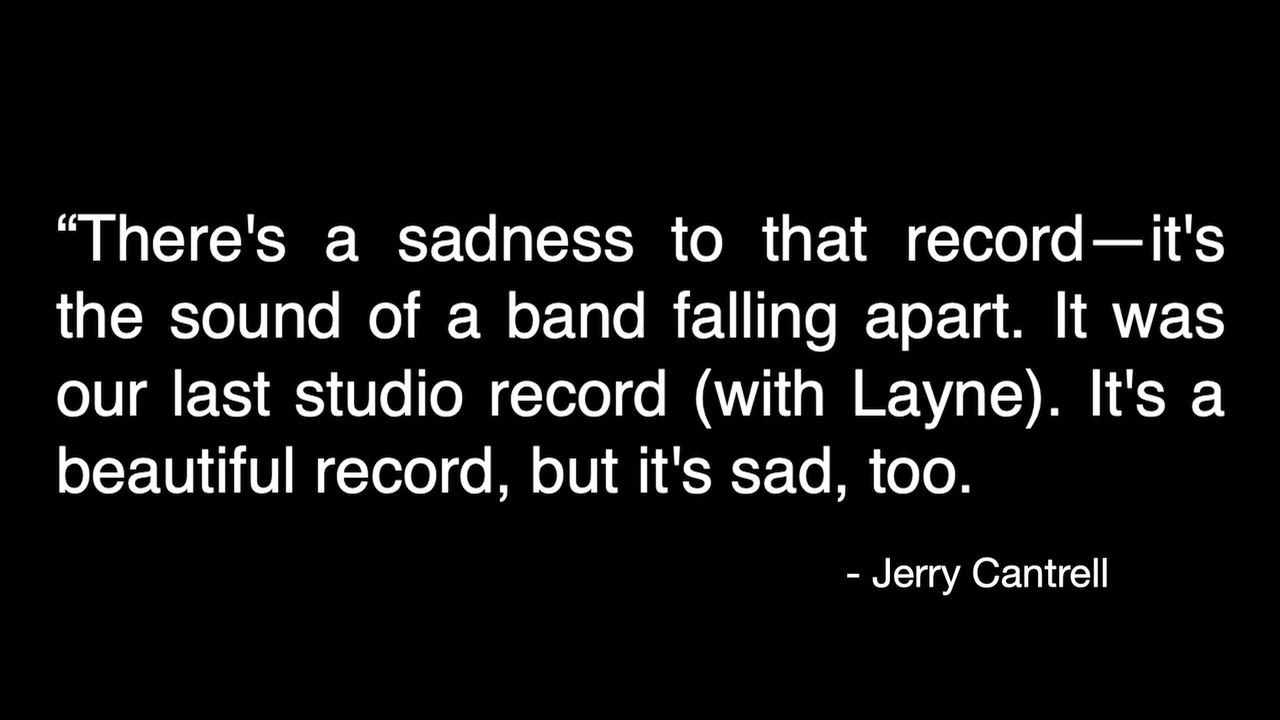 “There's a sadness to that record—it's
the sound of a band falling apart. It was
our last studio record (with Layne). It's a
beautiful record, but it's sad, too.
- Jerry Cantrell